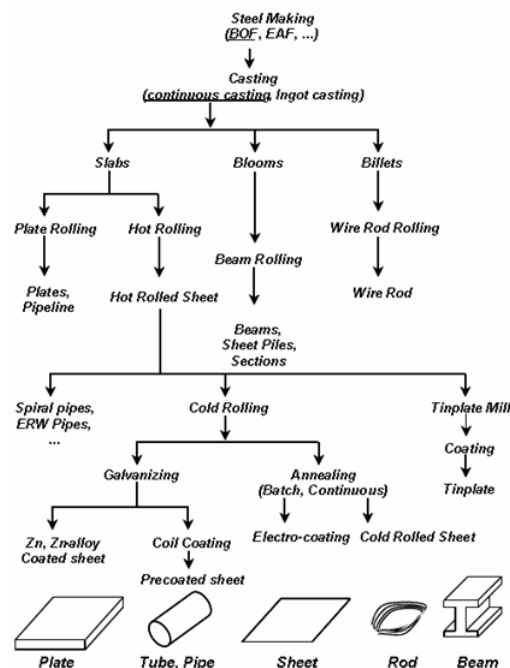 Steel Making
(BOF, EAF, ...)
Casting
(continuous casting, Ingot casting)
Slabs
Blooms
Billets
Plate Rolling
Hot Rolling
Wire Rod Rolling
Beam Rolling
Plates,
Pipeline
Hot Rolled Sheet
Wire Rod
Beams,
Sheet Piles,
Sections
Spiral pipes,
ERW Pipes,
...
Cold Rolling
Tinplate Mill
Coating
Tinplate
Galvanizing
Annealing
(Batch, Continuous)
Zn, Zn-alloy
Coated sheet
Coil Coating
Electro-coating
Cold Rolled Sheet
Precoated sheet
Plate
Tube, Pipe
Sheet
Rod
Beam